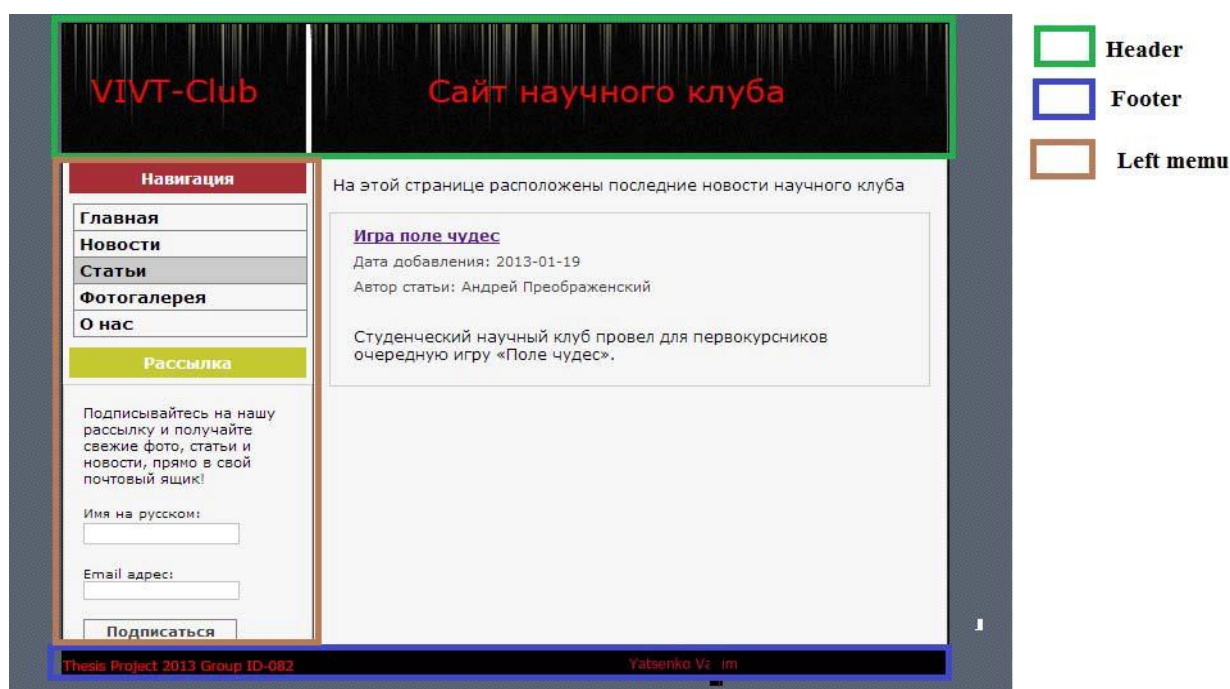 VIVT-Club
Сайт научного клуба
Навигация
Главная
Новости
Статьи
Фотогалерея
О нас
Рассылка
Подписывайтесь на нашу
рассылку и получайте
свежие фото, статьи и
новости, прямо в свой
почтовый ящик!
Имя на русском:
Email адрес:
Подписаться
На этой странице расположены последние новости научного клуба
Игра поле чудес
Дата добавления: 2013-01-19
Автор статьи: Андрей Преображенский
Студенческий научный клуб провел для первокурсников
очередную игру «Поле чудес».
Thesis Project 2013 Group ID-082
Yatsenko
Header
Footer
Left memu